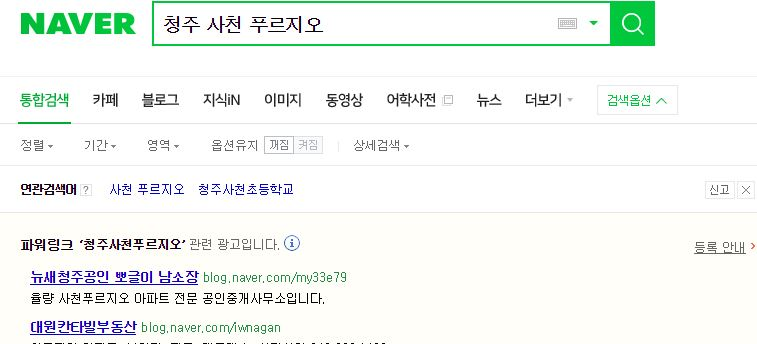 NAVER 청주 사천 푸르지오
통합검색 카페 블로그 지식iN 이미지 동영상 어학사전 뉴스 더보기 검색옵션
정렬 기간 영역 옵션유지 꺼짐 켜짐 상세검색
연관검색어 ? 사천 푸르지오 청주사천초등학교 신고 ×
파워링크 '청주사천푸르지오' 관련 광고입니다. i 등록 안내 >
뉴새청주공인 뽀글이 남소장 blog.naver.com/my33e79
율량 사천푸르지오 아파트 전문 공인중개사무소입니다.
대원칸타빌부동산 blog.naver.com/iwnagan